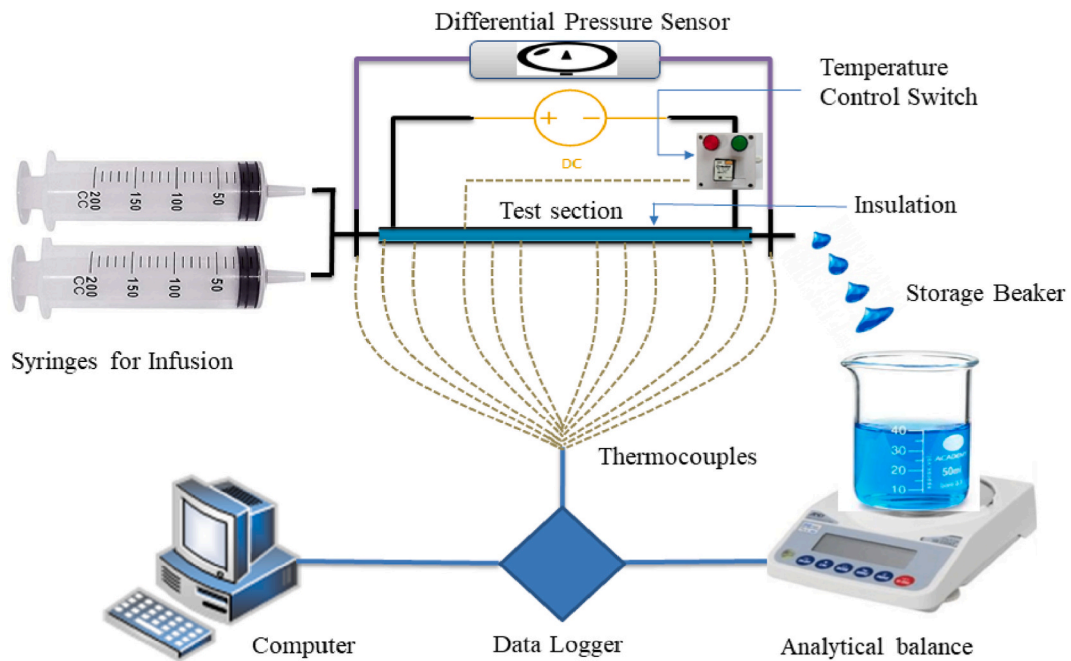 Differential Pressure Sensor
Temperature
Control Switch
+ −
DC
Test section
Insulation
200 150 100 50
CC
200 150 100 50
CC
Syringes for Infusion
Storage Beaker
40
30
20
10
50ml
Thermocouples
Computer
Data Logger
Analytical balance